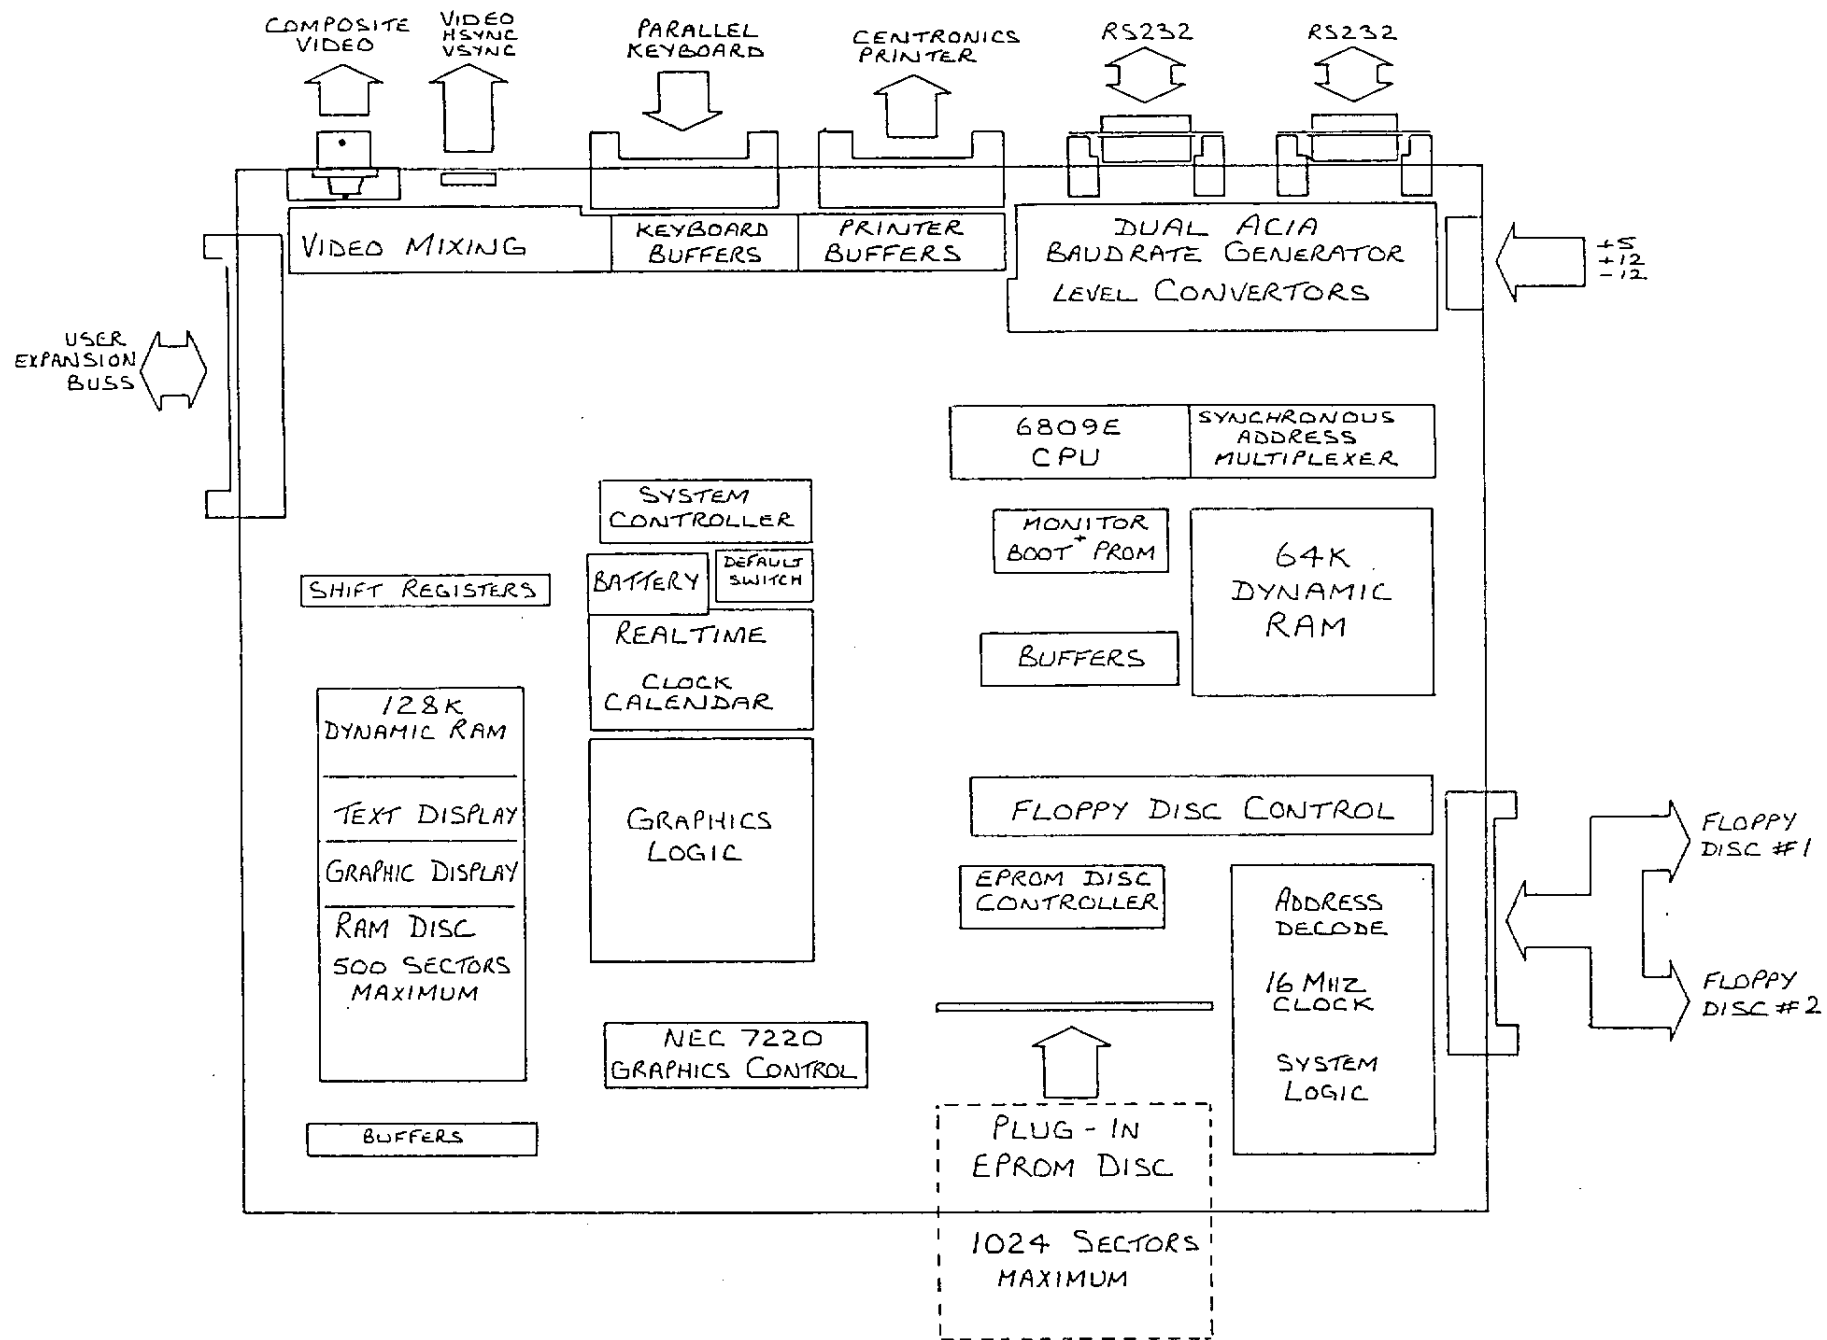 COMPOSITE
VIDEO
VIDEO
HSYNC
VSYNC
PARALLEL
KEYBOARD
CENTRONICS
PRINTER
RS232
RS232
VIDEO MIXING
KEYBOARD
BUFFERS
PRINTER
BUFFERS
DUAL ACIA
BAUDRATE GENERATOR
LEVEL CONVERTORS
+5
+12
-12
USER
EXPANSION
BUSS
6809E
CPU
SYNCHRONOUS
ADDRESS
MULTIPLEXER
SYSTEM
CONTROLLER
MONITOR
+
BOOT PROM
64K
DYNAMIC
RAM
BATTERY
DEFAULT
SWITCH
SHIFT REGISTERS
REALTIME
CLOCK
CALENDAR
BUFFERS
128K
DYNAMIC RAM
TEXT DISPLAY
GRAPHIC DISPLAY
RAM DISC
500 SECTORS
MAXIMUM
GRAPHICS
LOGIC
FLOPPY DISC CONTROL
EPROM DISC
CONTROLLER
ADDRESS
DECODE
16 MHZ
CLOCK
SYSTEM
LOGIC
FLOPPY
DISC #1
FLOPPY
DISC #2
NEC 7220
GRAPHICS CONTROL
BUFFERS
PLUG-IN
EPROM DISC
1024 SECTORS
MAXIMUM